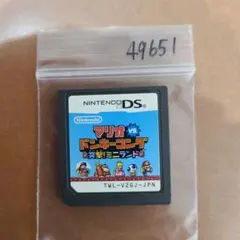 49651
NINTENDO DS
Nintendo
マリオ vs.
ドンキーコング
突撃!ミニランド
TWL-VZGJ-JPN